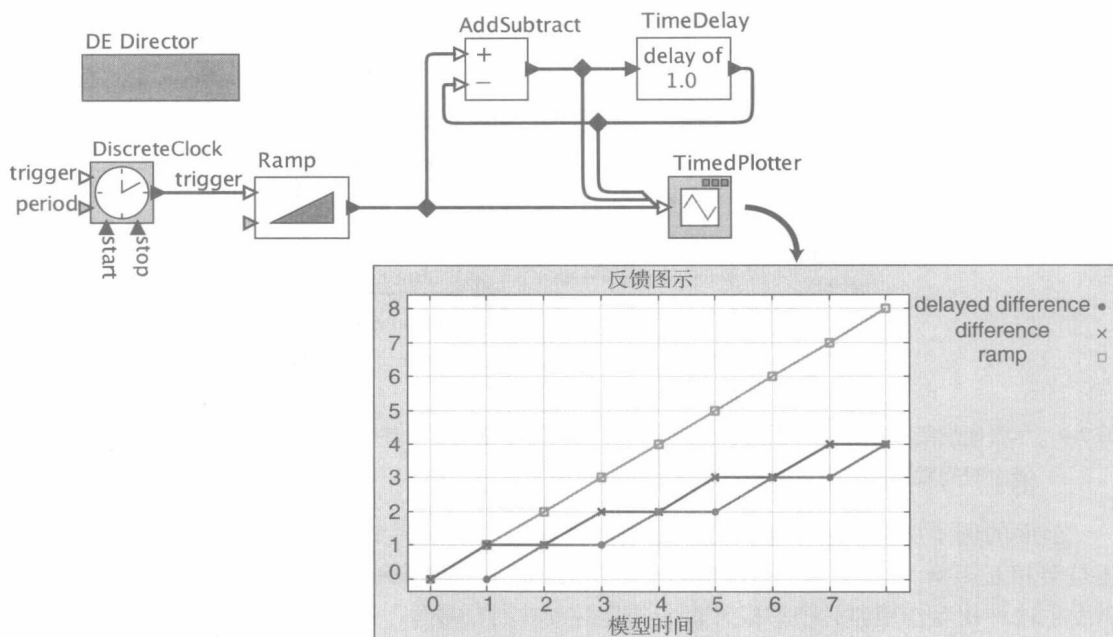 DE Director
AddSubtract
TimeDelay
+
−
delay of
1.0
DiscreteClock
trigger
period
start
stop
trigger
Ramp
TimedPlotter
反馈图示
8
7
6
5
4
3
2
1
0
0 1 2 3 4 5 6 7
模型时间
delayed difference
difference
ramp